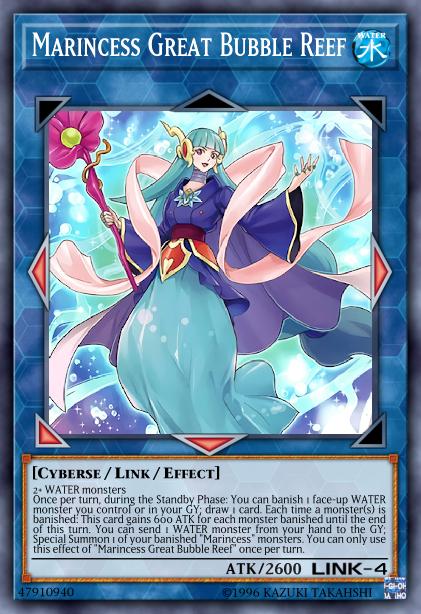 Marincess Great Bubble Reef
WATER
水
[Cyberse / Link / Effect]
2+ WATER monsters
Once per turn, during the Standby Phase: You can banish 1 face-up WATER
monster you control or in your GY; draw 1 card. Each time a monster(s) is
banished: This card gains 600 ATK for each monster banished until the end
of this turn. You can send 1 WATER monster from your hand to the GY;
Special Summon 1 of your banished "Marincess" monsters. You can only use
this effect of "Marincess Great Bubble Reef" once per turn.
ATK/2600 LINK-4
47910940 ©1996 KAZUKI TAKAHSHI